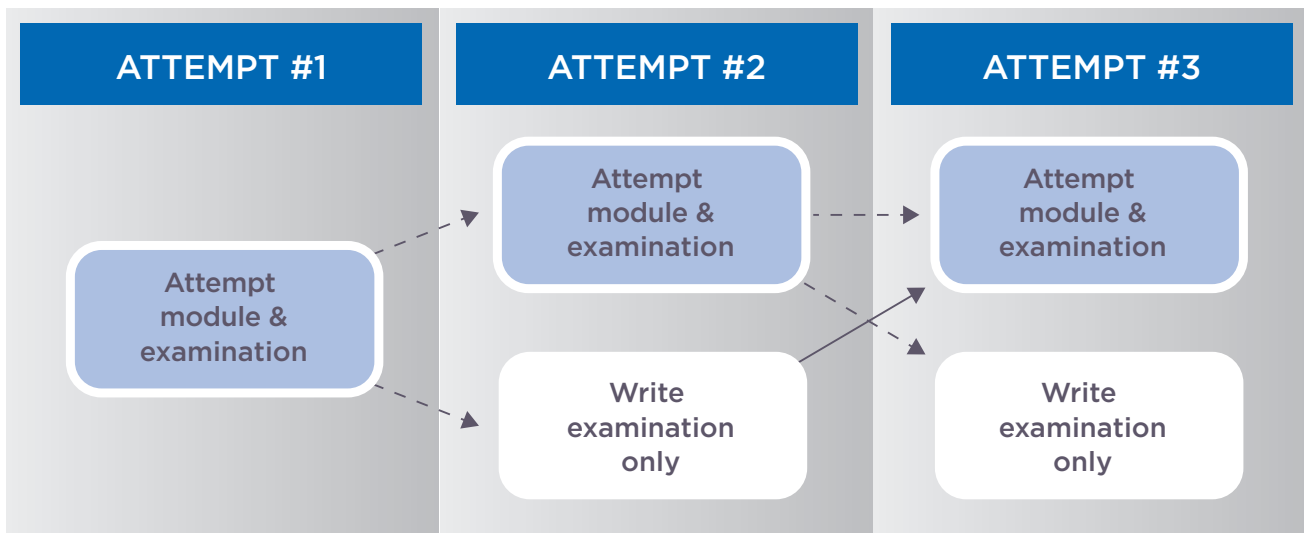 ATTEMPT #1
Attempt
module &
examination
ATTEMPT #2
Attempt
module &
examination
Write
examination
only
ATTEMPT #3
Attempt
module &
examination
Write
examination
only